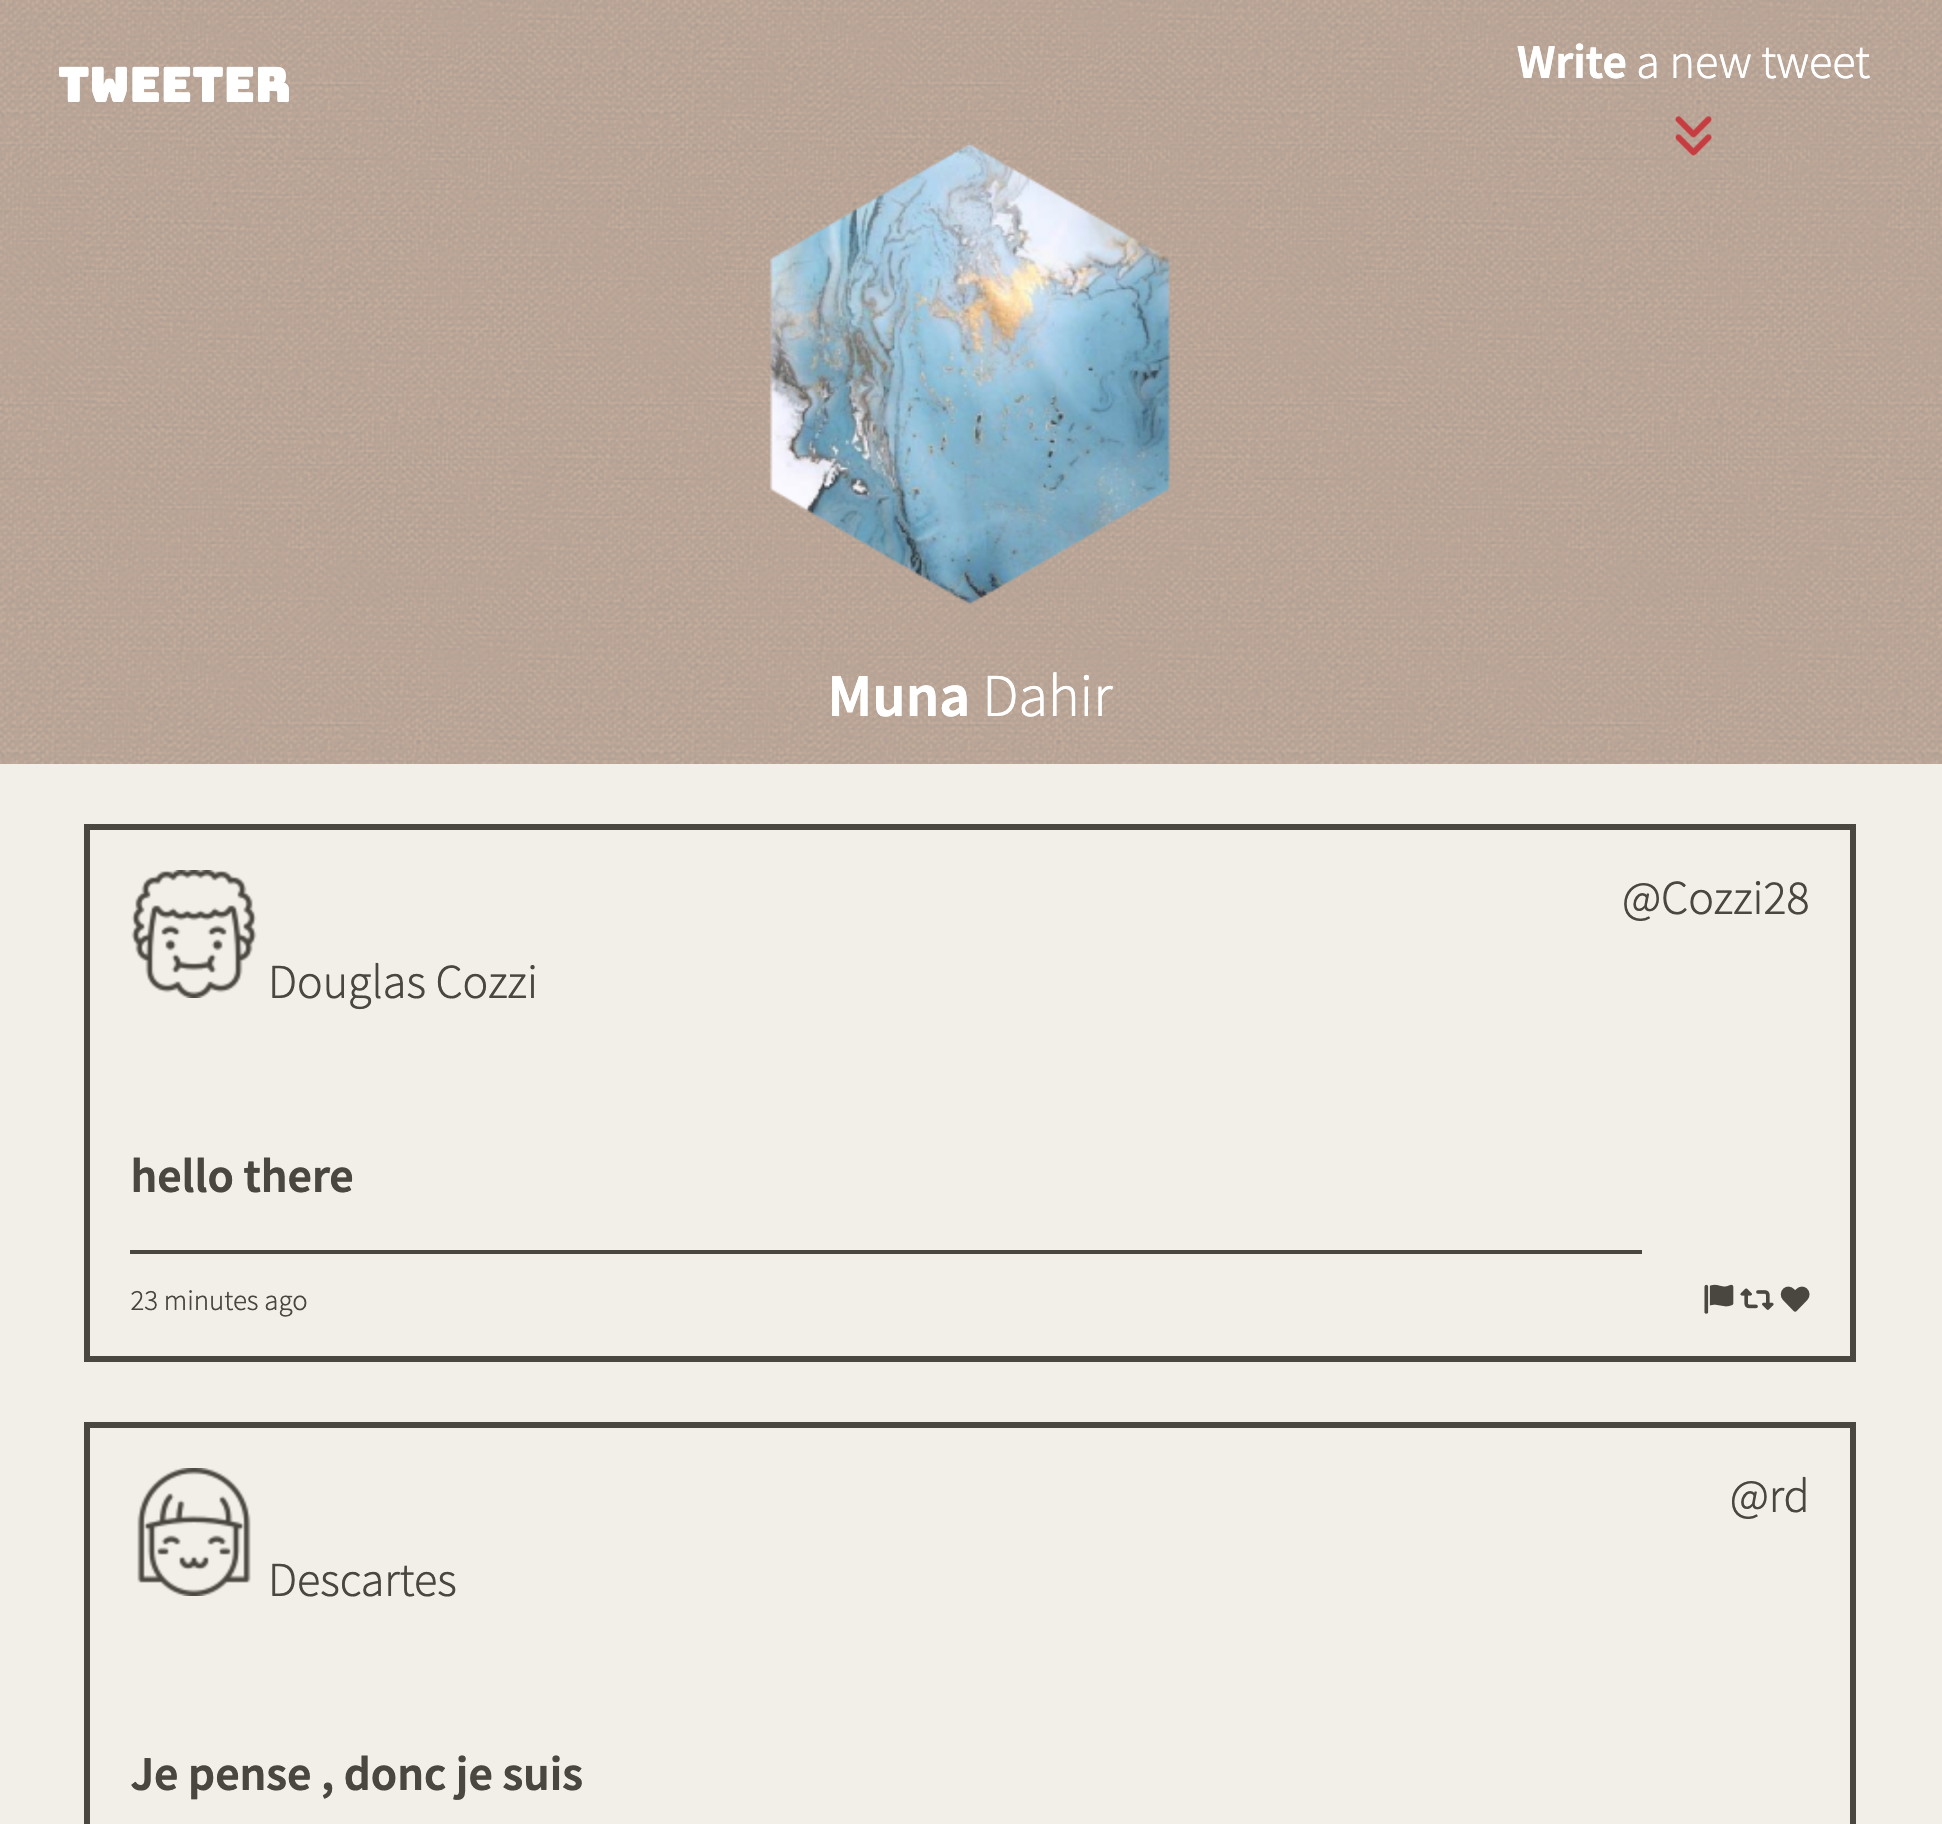 TWEETER
Write a new tweet
Muna Dahir
@Cozzi28
Douglas Cozzi
hello there
23 minutes ago
@rd
Descartes
Je pense , donc je suis